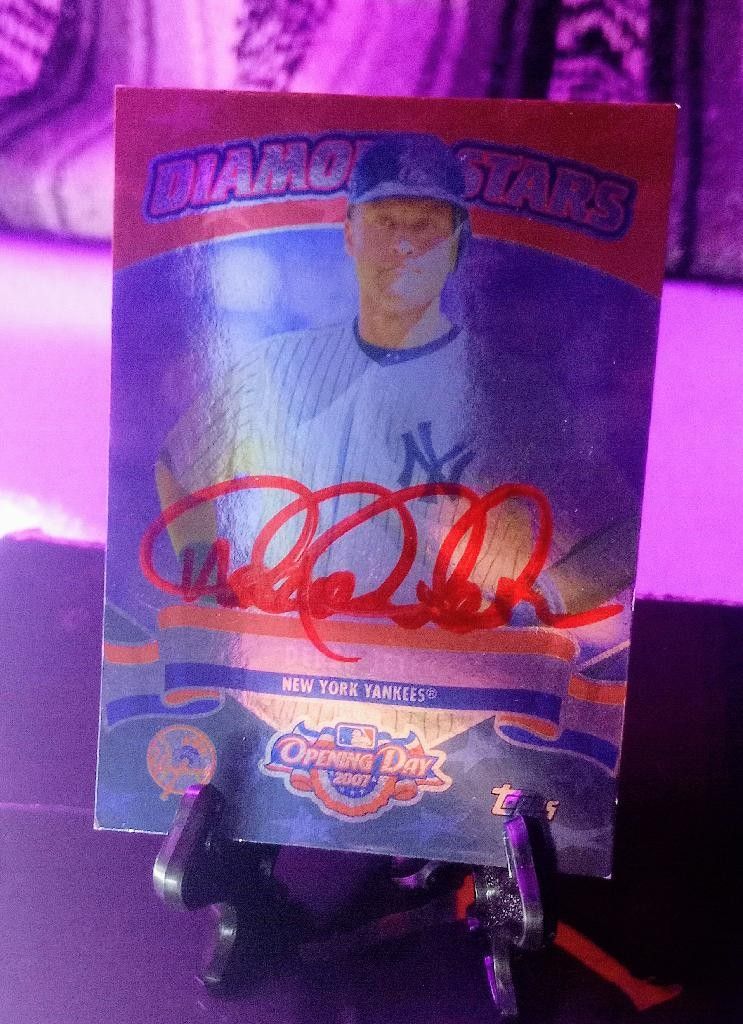 DIAMOND STARS
NEW YORK YANKEES®
OPENING DAY
2007
topps